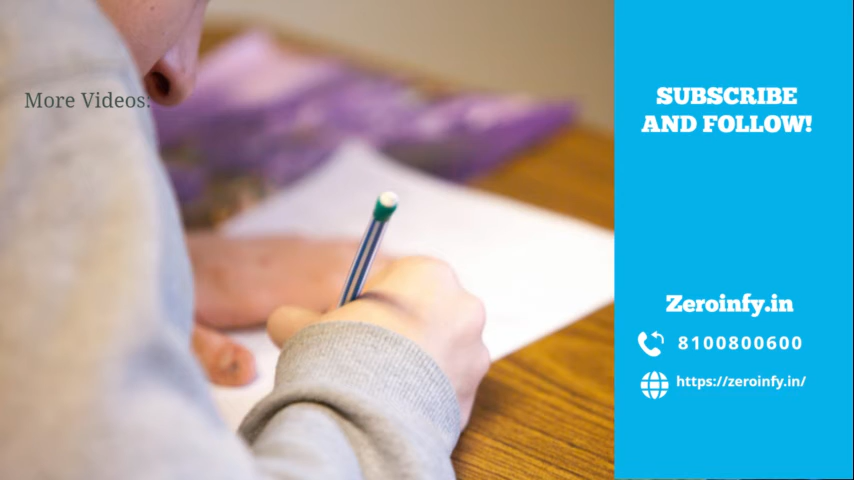 More Videos:
SUBSCRIBE
AND FOLLOW!
Zeroinfy.in
8100800600
https://zeroinfy.in/